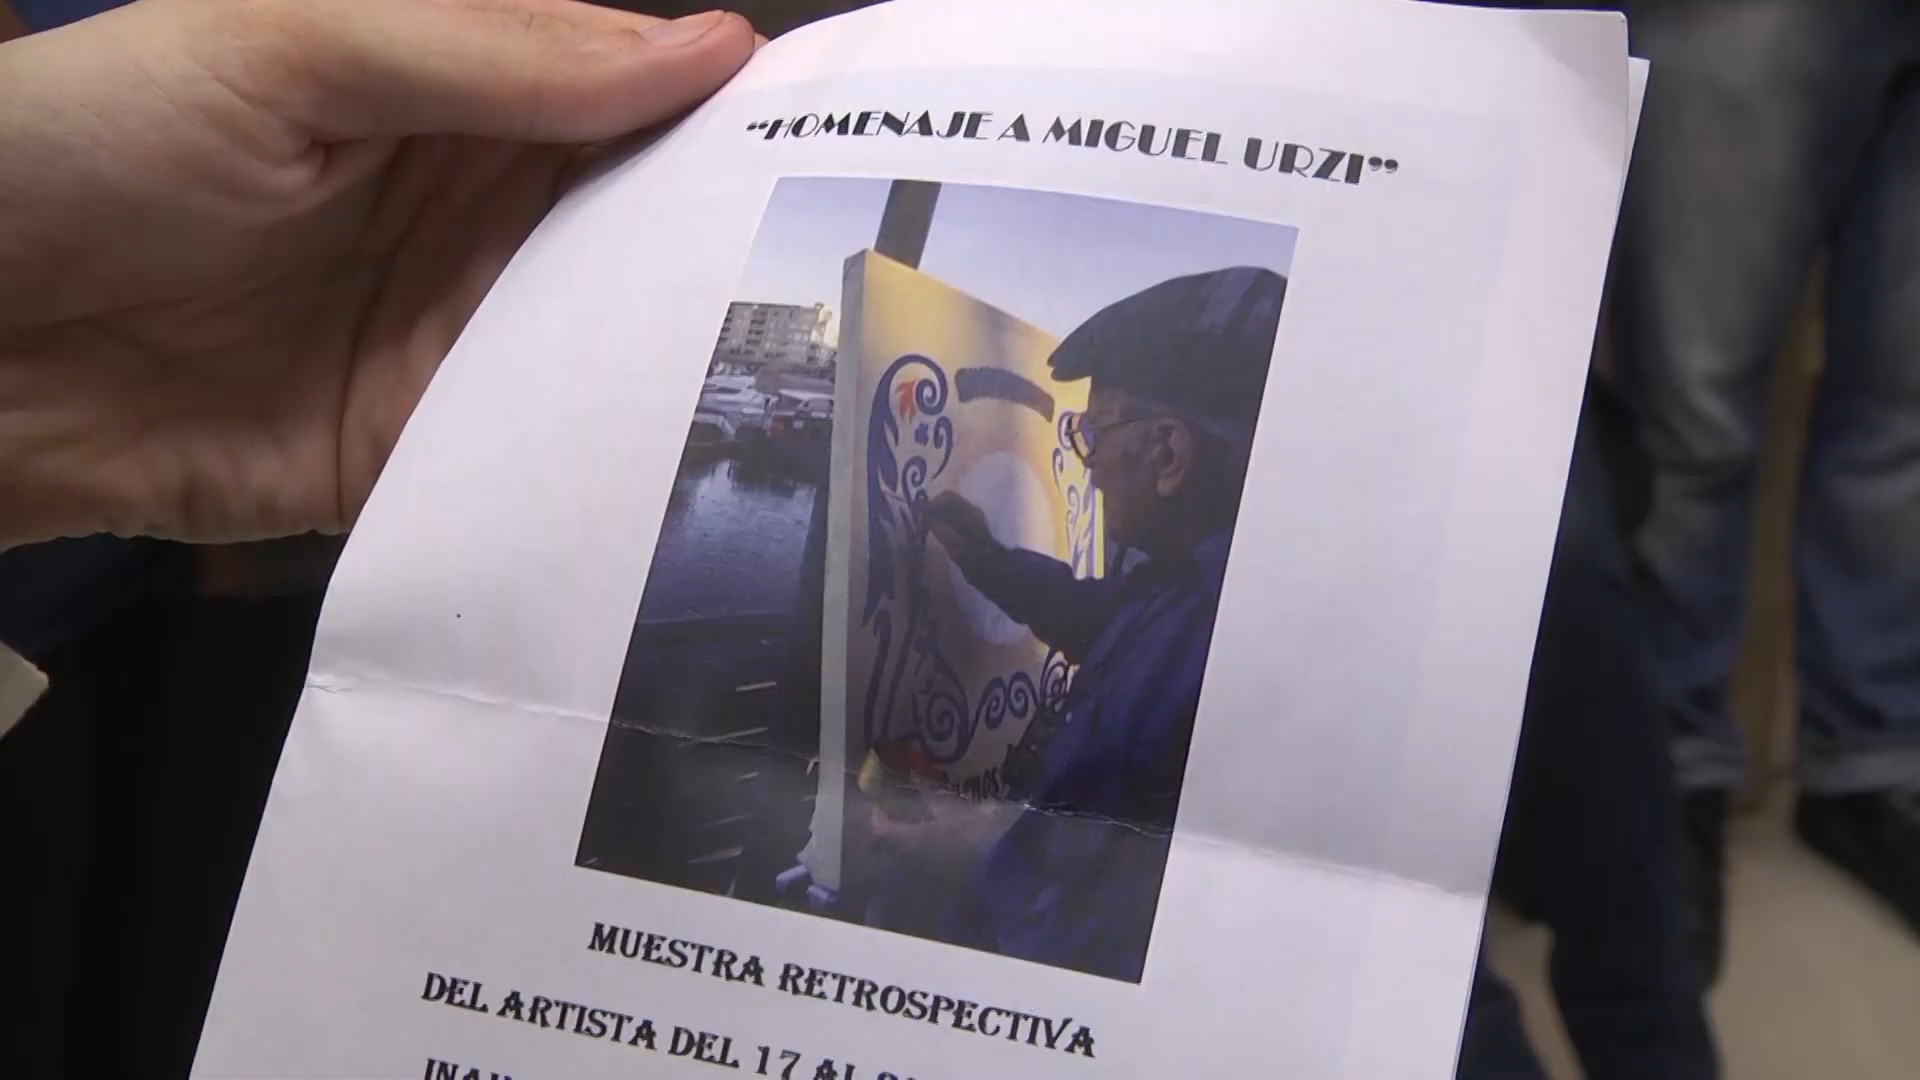 “HOMENAJE A MIGUEL URZI”
MUESTRA RETROSPECTIVA
DEL ARTISTA DEL 17 AL